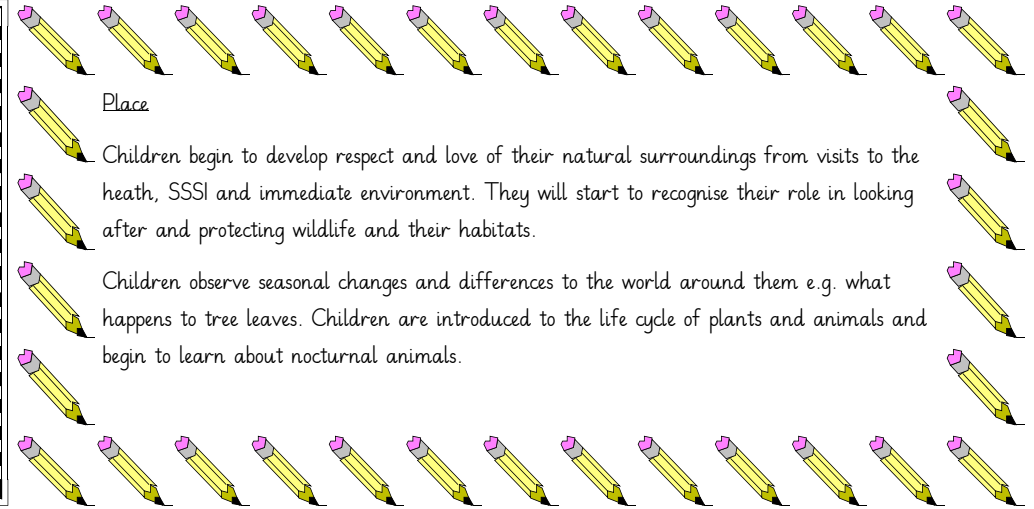 Place
Children begin to develop respect and love of their natural surroundings from visits to the
heath, SSSI and immediate environment. They will start to recognise their role in looking
after and protecting wildlife and their habitats.
Children observe seasonal changes and differences to the world around them e.g. what
happens to tree leaves. Children are introduced to the life cycle of plants and animals and
begin to learn about nocturnal animals.